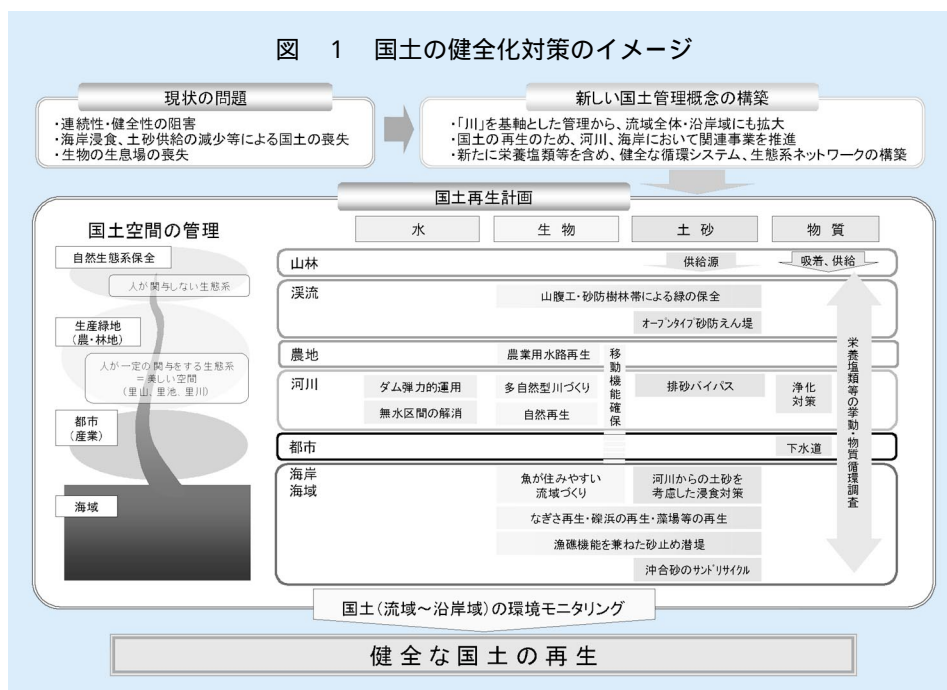 図 1 国土の健全化対策のイメージ
現状の問題
・連続性・健全性の阻害
・海岸浸食、土砂供給の減少等による国土の喪失
・生物の生息場の喪失
新しい国土管理概念の構築
・「川」を基軸とした管理から、流域全体・沿岸域にも拡大
・国土の再生のため、河川、海岸において関連事業を推進
・新たに栄養塩類等を含め、健全な循環システム、生態系ネットワークの構築
国土再生計画
国土空間の管理
自然生態系保全
人が関与しない生態系
生産緑地
(農・林地)
人が一定の関与をする生態系
=美しい空間
(里山、里池、里川)
都市
(産業)
海域
水
生物
土砂
物質
山林
供給源
吸着、供給
渓流
山腹工・砂防樹林帯による緑の保全
オープンタイプ砂防えん堤
農地
農業用水路再生
移動機能確保
河川
ダム弾力的運用
多自然型川づくり
排砂バイパス
浄化
対策
無水区間の解消
自然再生
都市
下水道
海岸
海域
魚が住みやすい
流域づくり
河川からの土砂を
考慮した浸食対策
なぎさ再生・礫浜の再生・藻場等の再生
漁礁機能を兼ねた砂止め潜堤
沖合砂のサンドリサイクル
栄養塩類等の挙動・物質循環調査
国土(流域~沿岸域)の環境モニタリング
健全な国土の再生